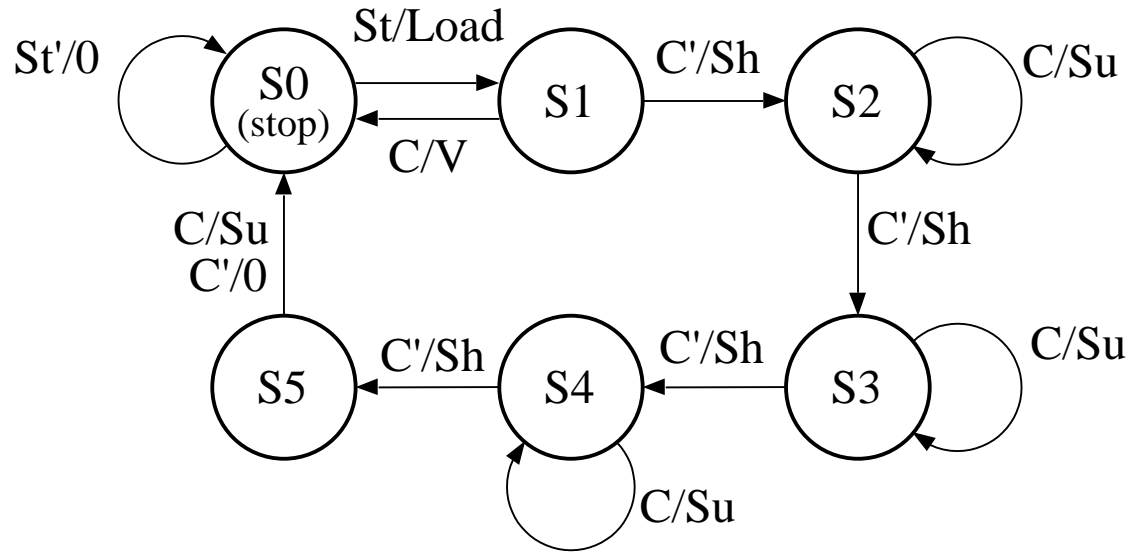 St/Load
St'/0
S0
(stop)
S1
C'/Sh
S2
C/Su
C/V
C/Su
C'/0
C'/Sh
S5
C'/Sh
S4
C'/Sh
S3
C/Su
C/Su